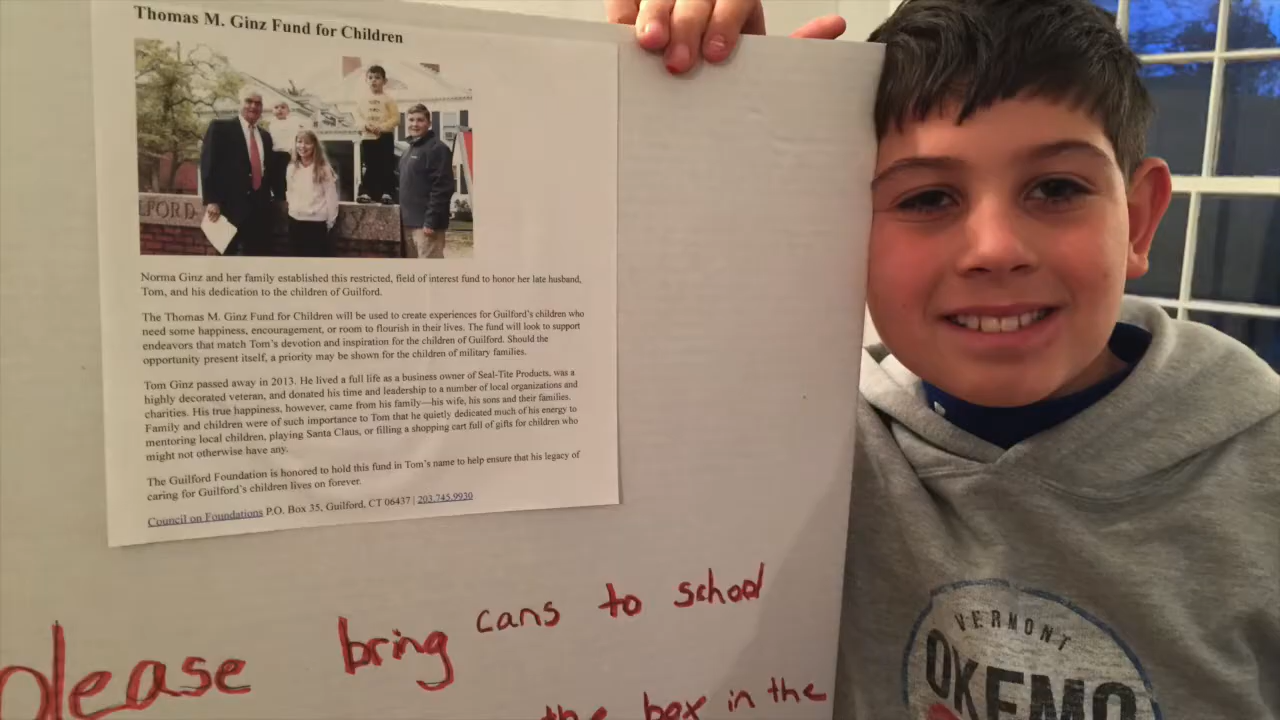 Thomas M. Ginz Fund for Children
LFORD
Norma Ginz and her family established this restricted, field of interest fund to honor her late husband,
Tom, and his dedication to the children of Guilford.
The Thomas M. Ginz Fund for Children will be used to create experiences for Guilford's children who
need some happiness, encouragement, or room to flourish in their lives. The fund will look to support
endeavors that match Tom's devotion and inspiration for the children of Guilford. Should the
opportunity present itself, a priority may be shown for the children of military families.
Tom Ginz passed away in 2013. He lived a full life as a business owner of Seal-Tite Products, was a
highly decorated veteran, and donated his time and leadership to a number of local organizations and
charities. His true happiness, however, came from his family—his wife, his sons and their families.
Family and children were of such importance to Tom that he quietly dedicated much of his energy to
mentoring local children, playing Santa Claus, or filling a shopping cart full of gifts for children who
might not otherwise have any.
The Guilford Foundation is honored to hold this fund in Tom's name to help ensure that his legacy of
caring for Guilford's children lives on forever.
Council on Foundations P.O. Box 35, Guilford, CT 06437 | 203.745.9930
please bring cans to school
the box in the
VERMONT
OKEMO